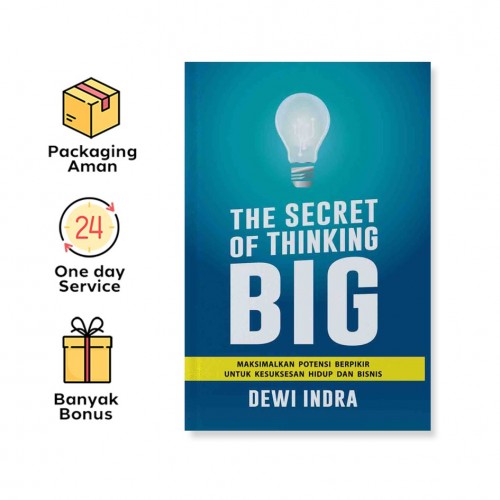 Packaging
Aman
24
One day
Service
Banyak
Bonus
THE SECRET
OF THINKING
BIG
MAKSIMALKAN POTENSI BERPIKIR
UNTUK KESUKSESAN HIDUP DAN BISNIS
DEWI INDRA